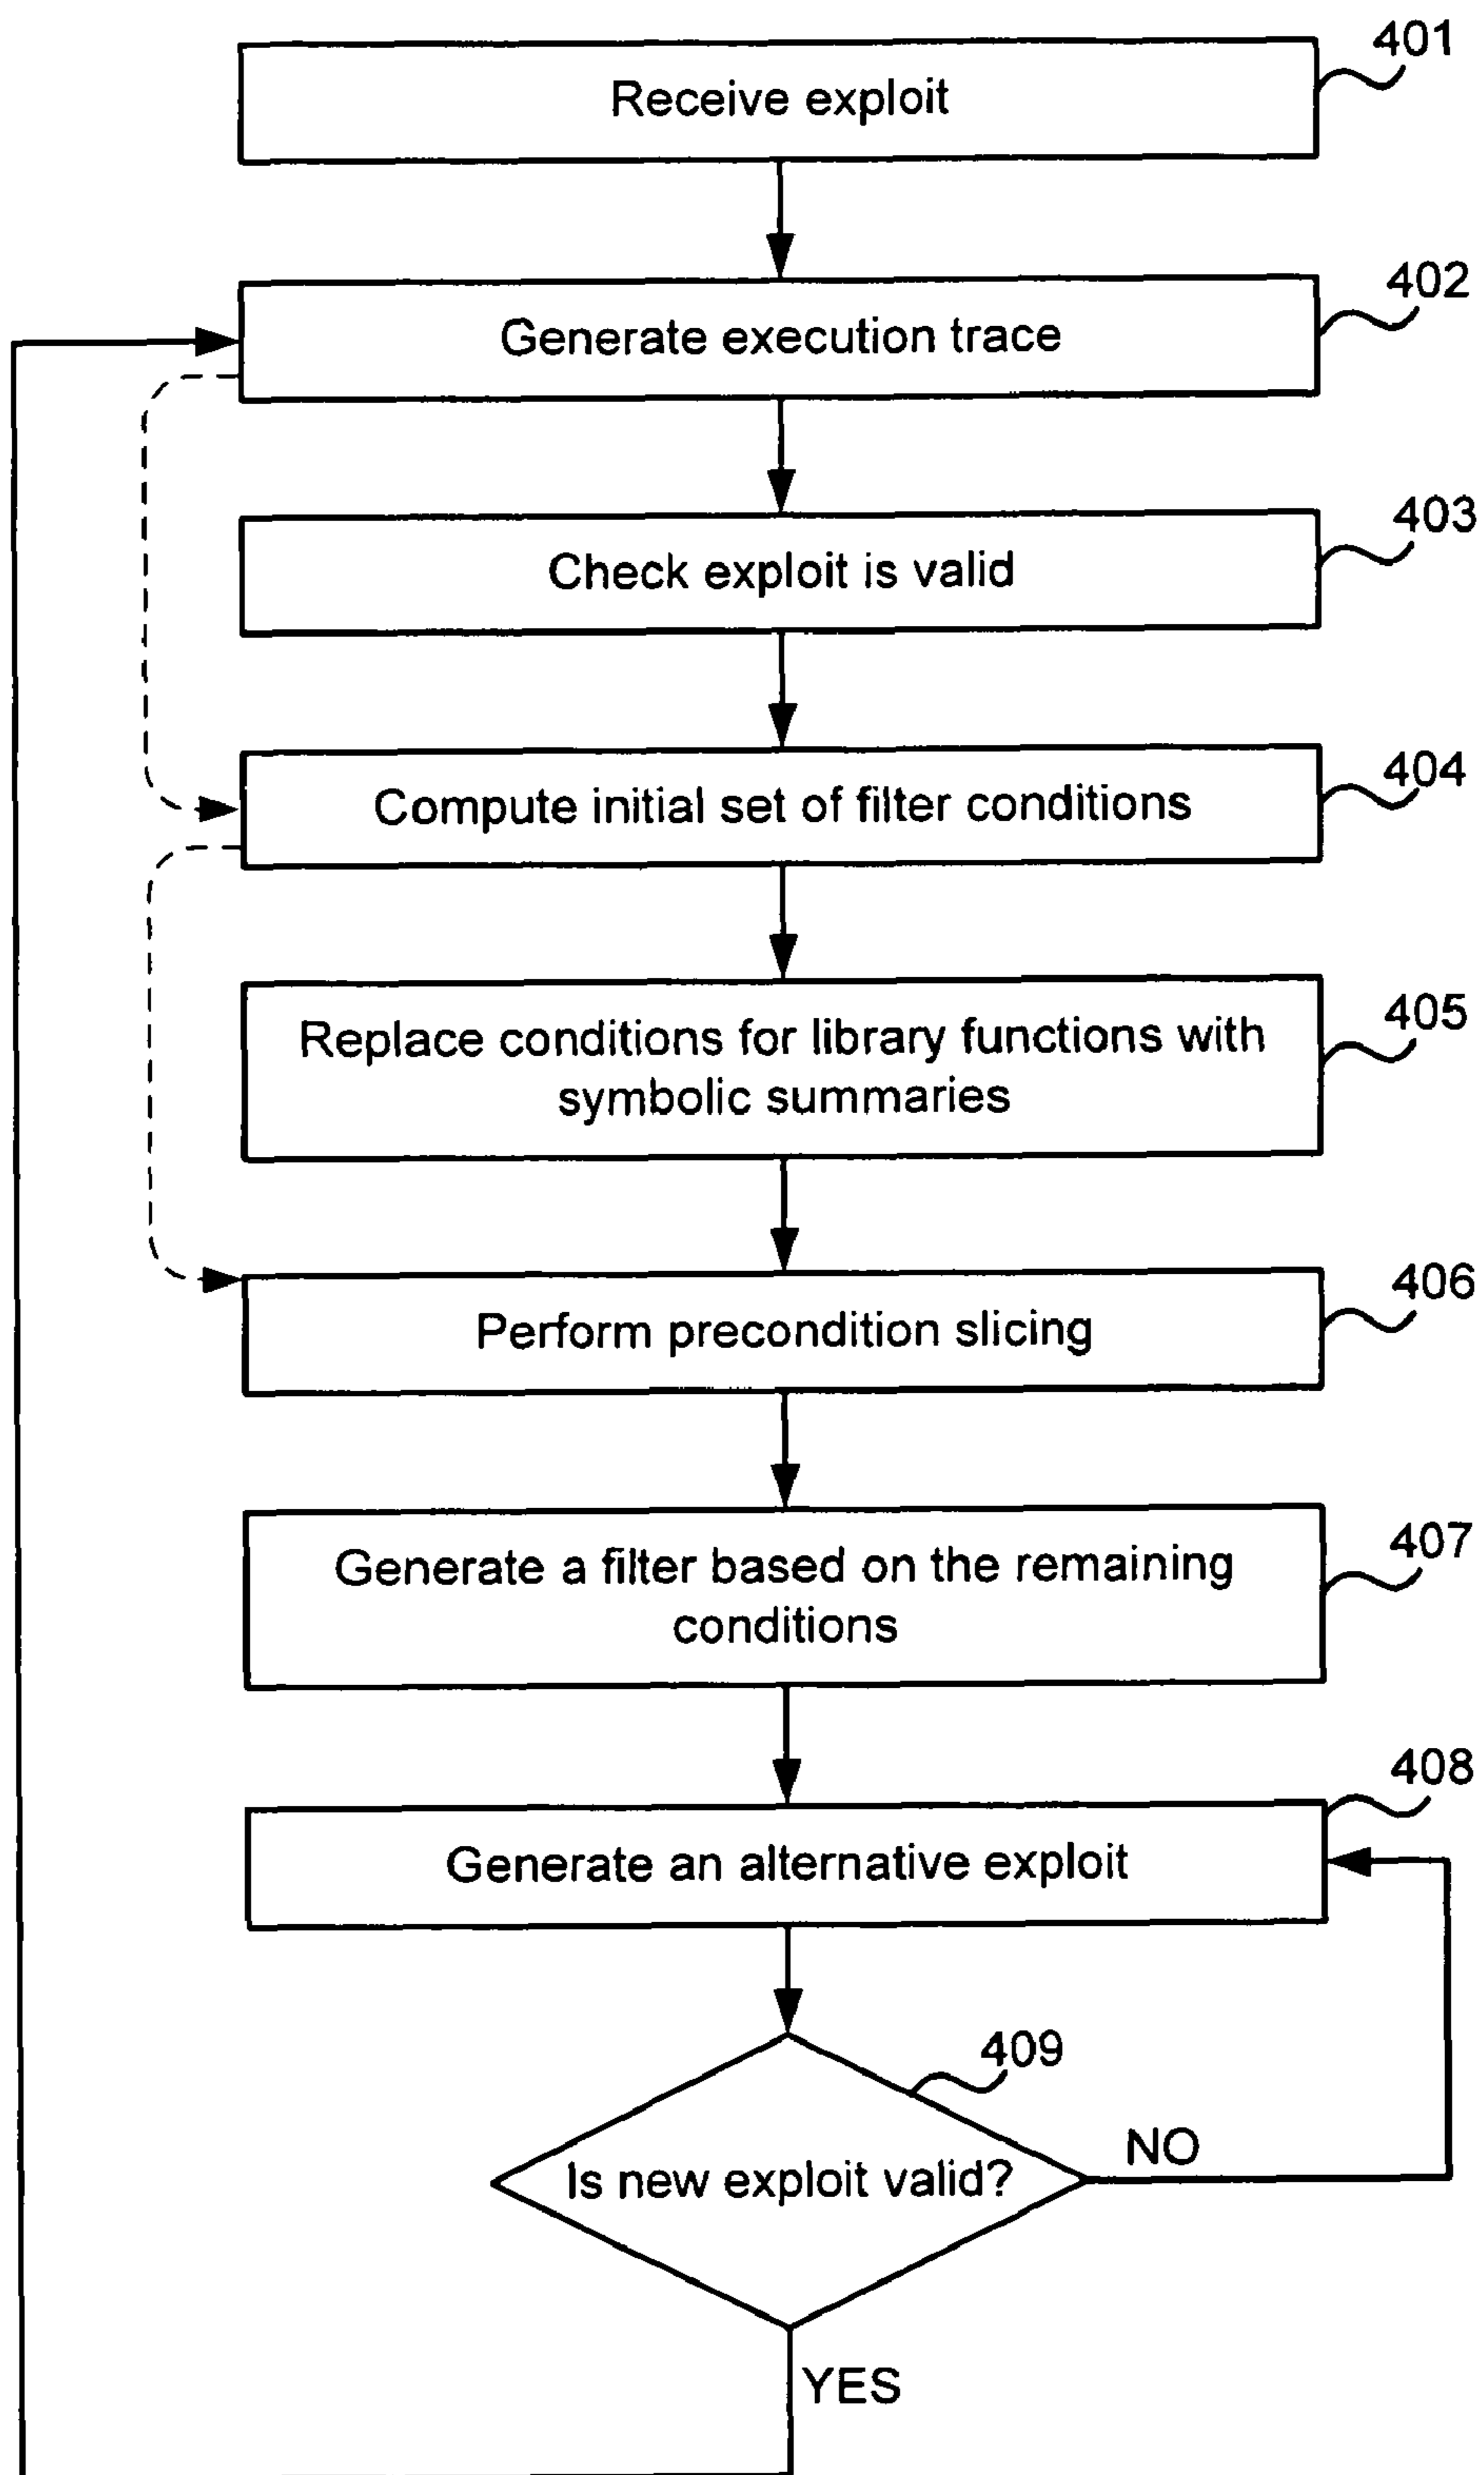 401
Receive exploit
402
Generate execution trace
403
Check exploit is valid
404
Compute initial set of filter conditions
405
Replace conditions for library functions with
symbolic summaries
406
Perform precondition slicing
407
Generate a filter based on the remaining
conditions
408
Generate an alternative exploit
409
Is new exploit valid?
NO
YES